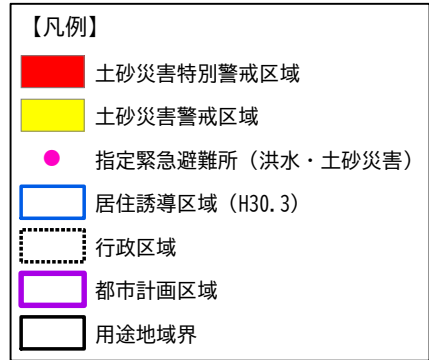 【凡例】
土砂災害特別警戒区域
土砂災害警戒区域
指定緊急避難所（洪水・土砂災害）
居住誘導区域（H30.3）
行政区域
都市計画区域
用途地域界